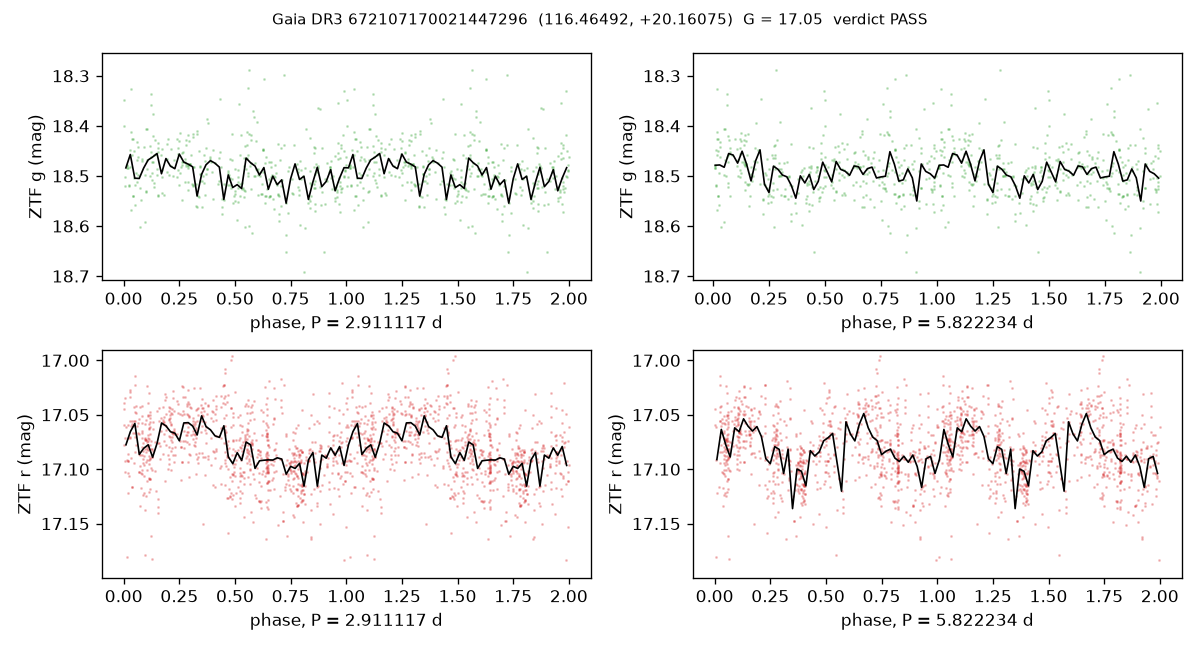 Gaia DR3 672107170021447296 (116.46492, +20.16075) G = 17.05 verdict PASS
ZTF g (mag)
18.3
18.4
18.5
18.6
18.7
0.00 0.25 0.50 0.75 1.00 1.25 1.50 1.75 2.00
phase, P = 2.911117 d
ZTF g (mag)
18.3
18.4
18.5
18.6
18.7
0.00 0.25 0.50 0.75 1.00 1.25 1.50 1.75 2.00
phase, P = 5.822234 d
ZTF r (mag)
17.00
17.05
17.10
17.15
0.00 0.25 0.50 0.75 1.00 1.25 1.50 1.75 2.00
phase, P = 2.911117 d
ZTF r (mag)
17.00
17.05
17.10
17.15
0.00 0.25 0.50 0.75 1.00 1.25 1.50 1.75 2.00
phase, P = 5.822234 d